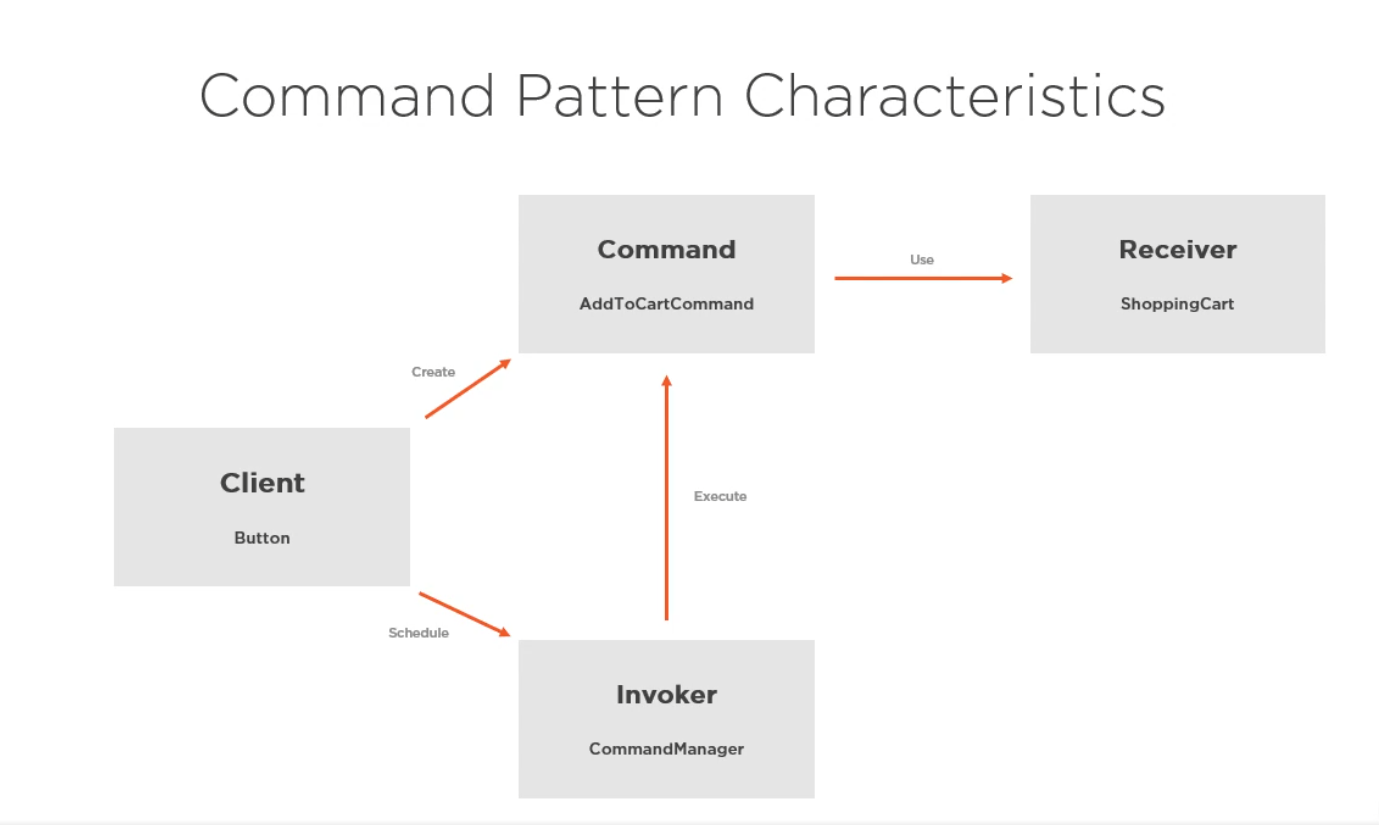 Command Pattern Characteristics
Command
AddToCartCommand
Use
Receiver
ShoppingCart
Create
Client
Button
Execute
Schedule
Invoker
CommandManager